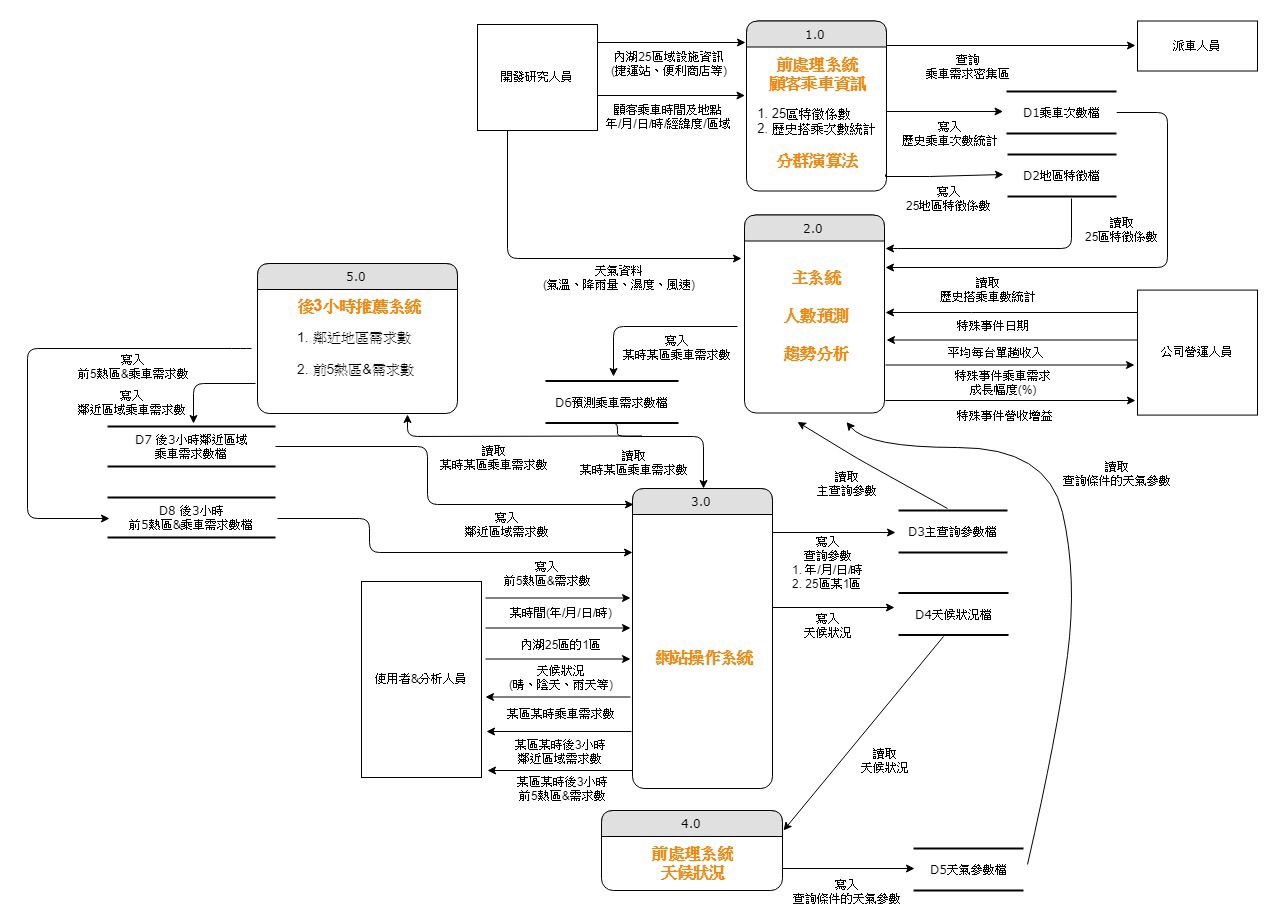 開發研究人員
內湖25區域設施資訊
(捷運站、便利商店等)
顧客乘車時間及地點
年/月/日/時/經緯度/區域
1.0
前處理系統
顧客乘車資訊
1. 25區特徵係數
2. 歷史搭乘次數統計
分群演算法
查詢
乘車需求密集區
派車人員
寫入
歷史乘車次數統計
D1乘車次數檔
寫入
25地區特徵係數
D2地區特徵檔
讀取
25區特徵係數
天氣資料
(氣溫、降雨量、濕度、風速)
2.0
主系統
人數預測
趨勢分析
讀取
歷史搭乘車數統計
特殊事件日期
平均每台單趟收入
特殊事件乘車需求
成長幅度(%)
特殊事件營收增益
公司營運人員
5.0
後3小時推薦系統
1. 鄰近地區需求數
2. 前5熱區&需求數
寫入
某時某區乘車需求數
D6預測乘車需求數檔
寫入
前5熱區&乘車需求數
寫入
鄰近區域乘車需求數
D7 後3小時鄰近區域
乘車需求數檔
D8 後3小時
前5熱區&乘車需求數檔
讀取
某時某區乘車需求數
讀取
某時某區乘車需求數
讀取
主查詢參數
讀取
查詢條件的天氣參數
寫入
鄰近區域需求數
3.0
網站操作系統
寫入
查詢參數
1. 年/月/日/時
2. 25區某1區
D3主查詢參數檔
寫入
天候狀況
D4天候狀況檔
寫入
前5熱區&需求數
某時間(年/月/日/時)
內湖25區的1區
天候狀況
(晴、陰天、雨天等)
某區某時乘車需求數
某區某時後3小時
鄰近區域需求數
某區某時後3小時
前5熱區&需求數
使用者&分析人員
讀取
天候狀況
4.0
前處理系統
天候狀況
寫入
查詢條件的天氣參數
D5天氣參數檔